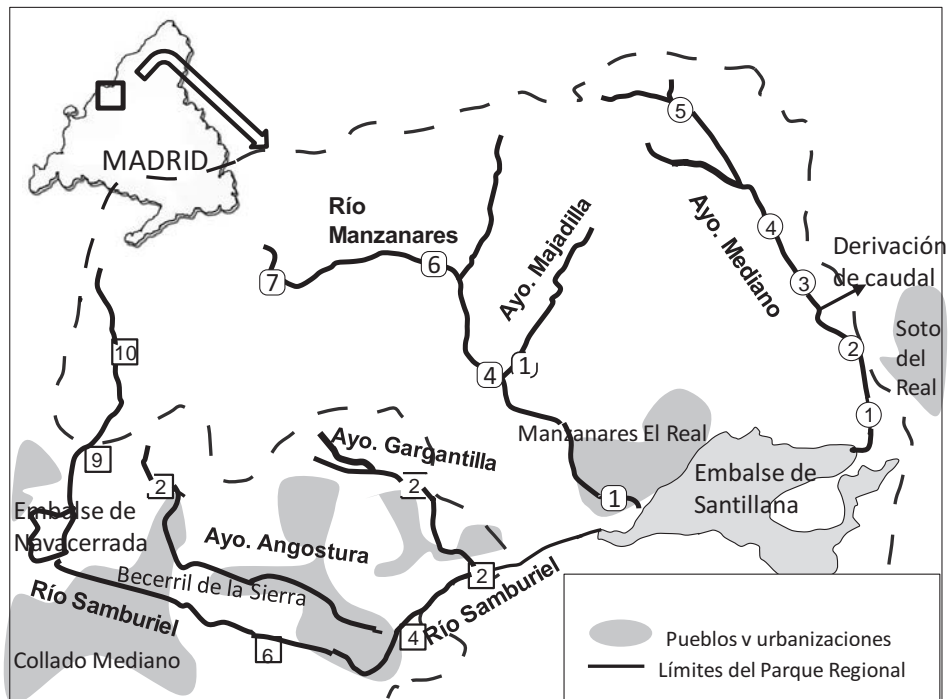 MADRID
Río
Manzanares
Ayo. Majadilla
Ayo. Mediano
Derivación
de caudal
Soto
del
Real
5
4
3
2
1
7
6
4
1
1
Manzanares El Real
Embalse de
Santillana
10
9
2
Ayo. Gargantilla
2
Embalse de
Navacerrada
Ayo. Angostura
Becerril de la Sierra
2
Río Samburiel
Río Samburiel
4
6
Collado Mediano
Pueblos v urbanizaciones
Límites del Parque Regional